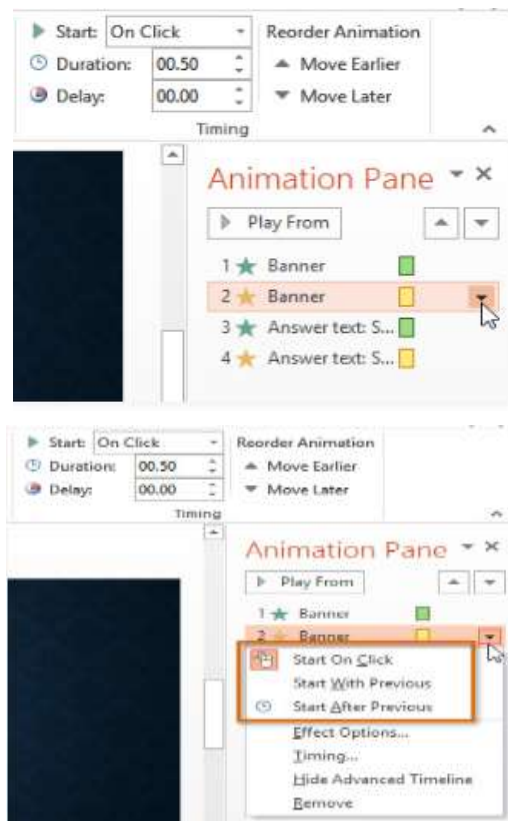 Start: On Click Reorder Animation
Duration: 00.50 Move Earlier
Delay: 00.00 Move Later
Timing
Animation Pane
Play From
1 Banner
2 Banner
3 Answer text: S...
4 Answer text: S...
Start: On Click Reorder Animation
Duration: 00.50 Move Earlier
Delay: 00.00 Move Later
Timing
Animation Pane
Play From
1 Banner
2 Banner
Start On Click
Start With Previous
Start After Previous
Effect Options...
Timing...
Hide Advanced Timeline
Remove